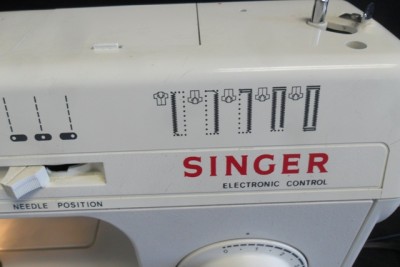 SINGER
ELECTRONIC CONTROL
NEEDLE POSITION